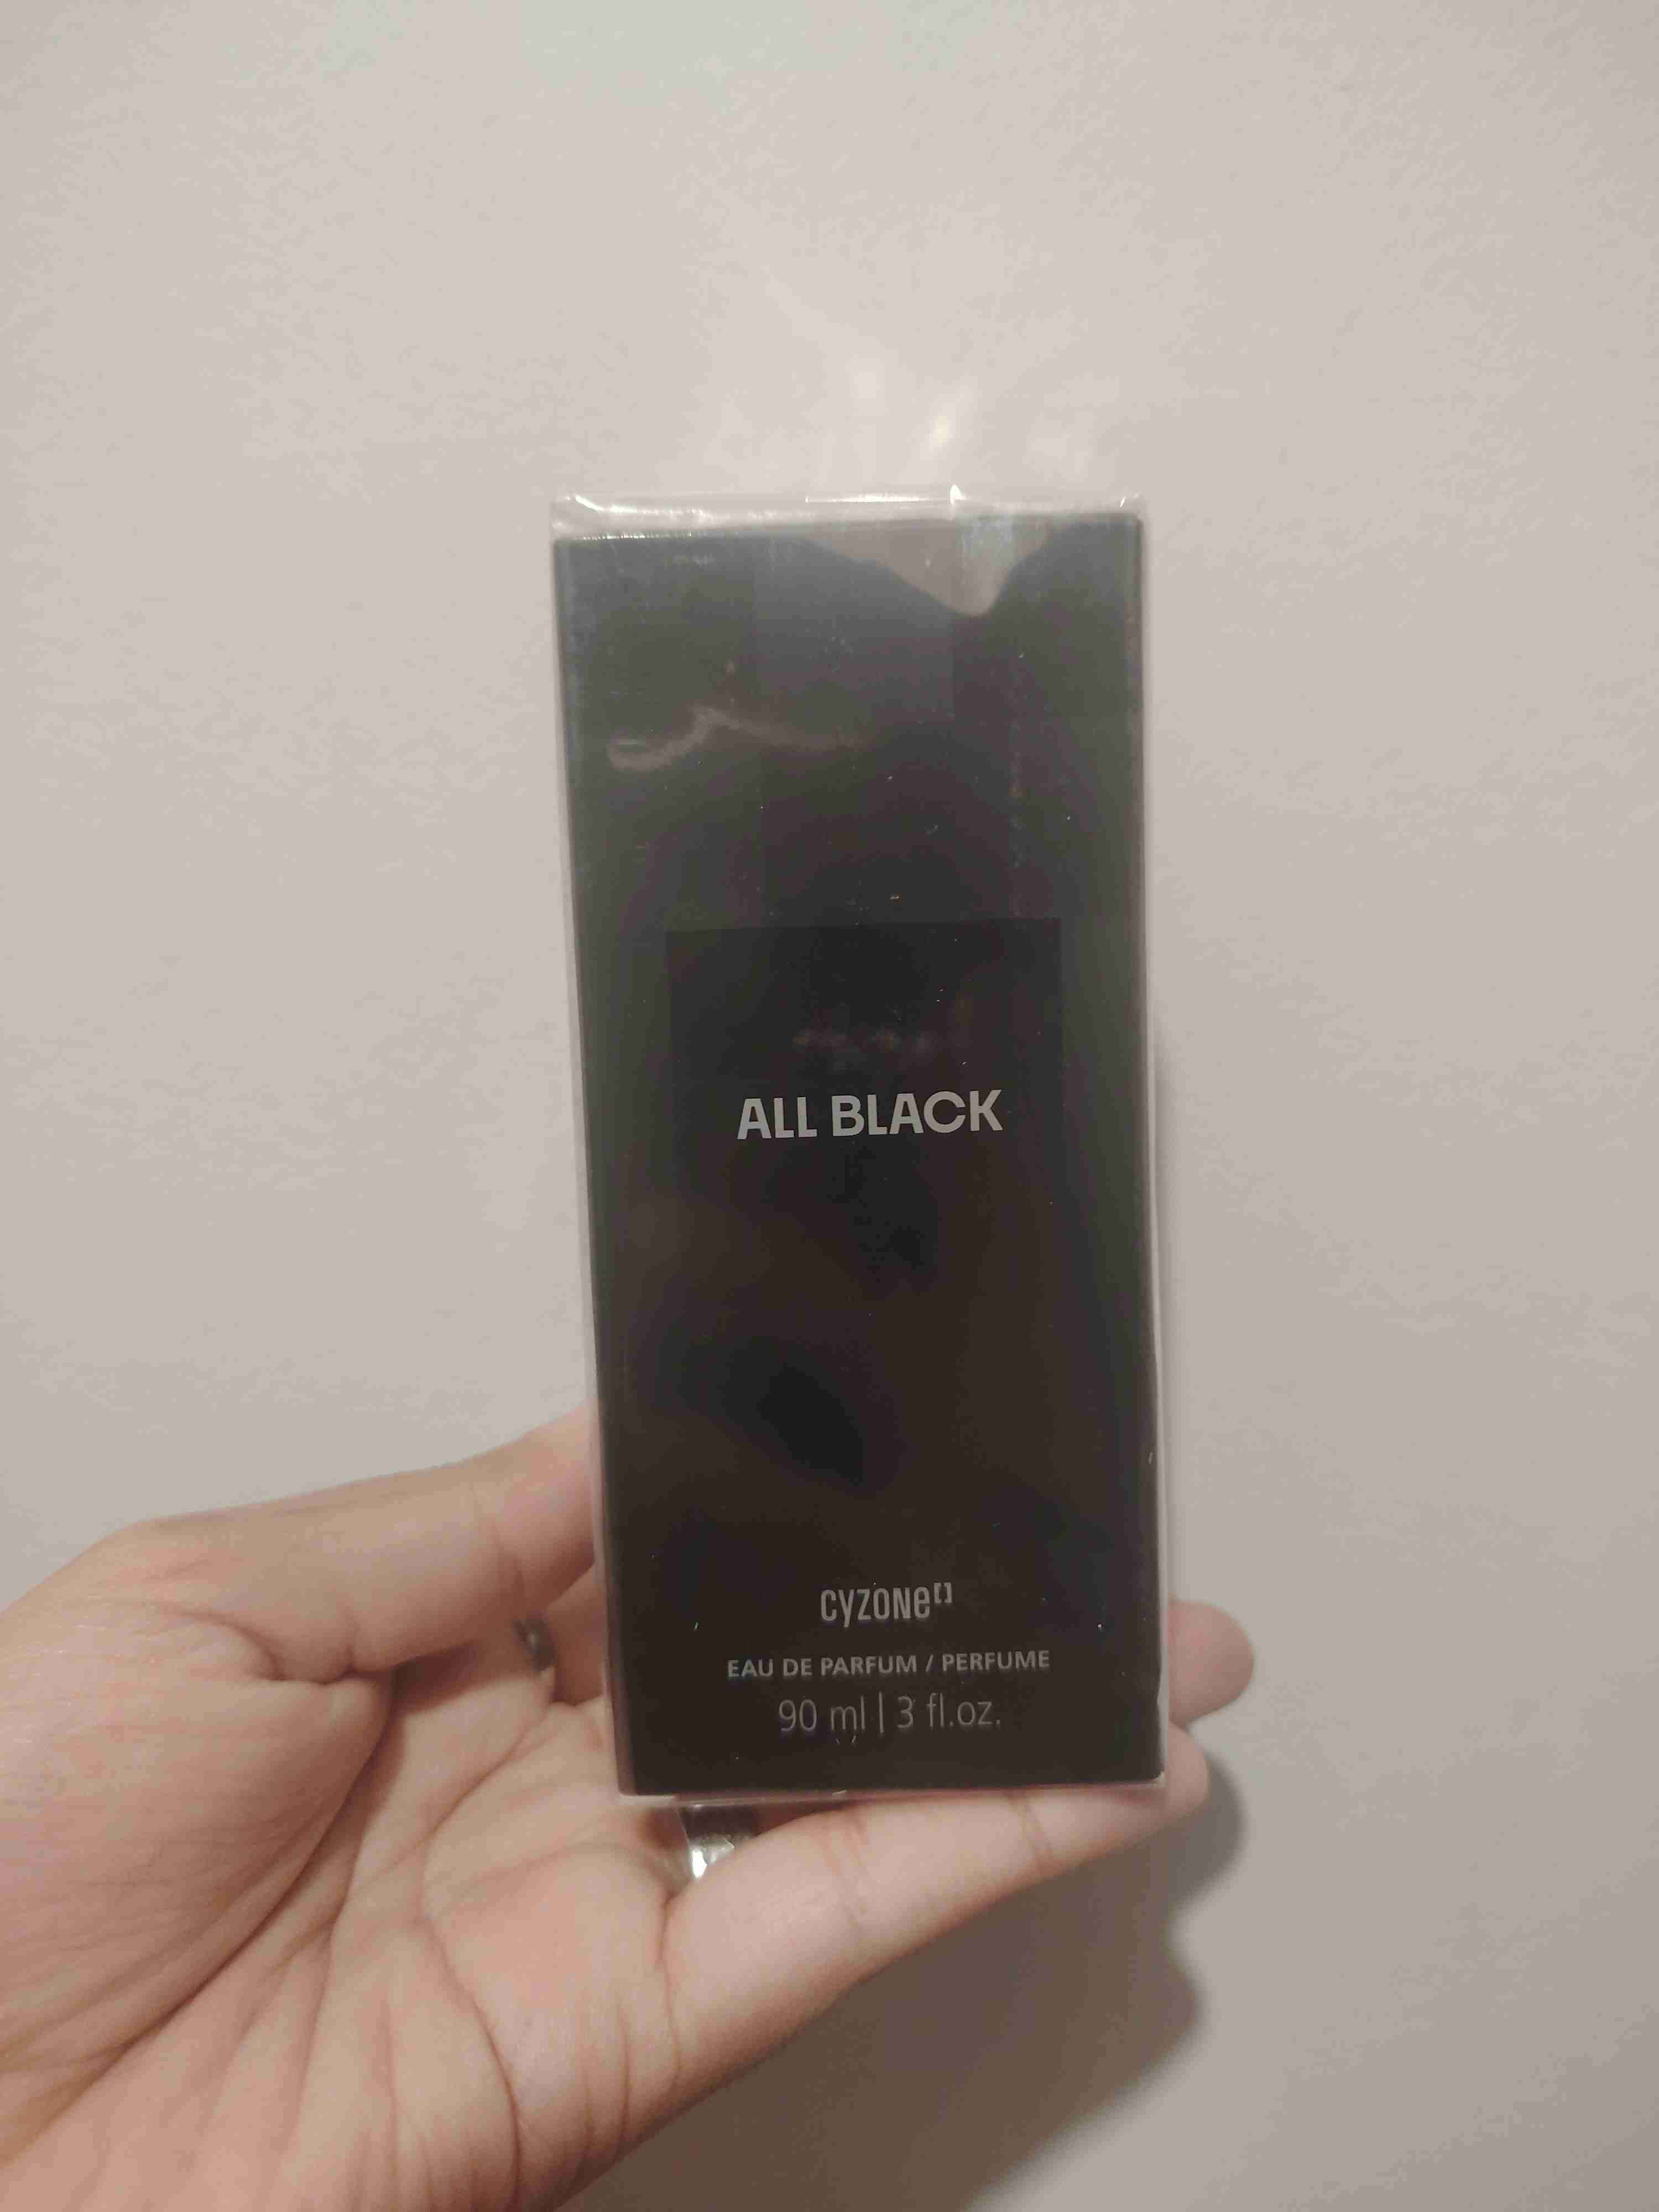 ALL BLACK
cyzone[]
EAU DE PARFUM / PERFUME
90 ml | 3 fl.oz.